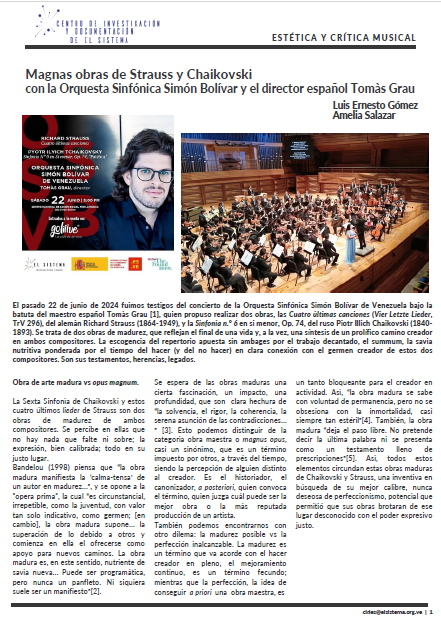 CENTRO DE INVESTIGACIÓN
Y DOCUMENTACIÓN
DE EL SISTEMA
ESTÉTICA Y CRÍTICA MUSICAL
Magnas obras de Strauss y Chaikovski
con la Orquesta Sinfónica Simón Bolívar y el director español Tomàs Grau
Luis Ernesto Gómez
Amelia Salazar
RICHARD STRAUSS
Cuatro últimas canciones
PYOTR ILYICH TCHAIKOVSKY
Sinfonía N° 6 en Si menor, Op. 74, "Patética"
ORQUESTA SINFÓNICA
SIMÓN BOLÍVAR
DE VENEZUELA
TOMÀS GRAU, director
SÁBADO 22 JUNIO | 5:00 PM
Entradas a la venta en:
goliiive
EL SISTEMA
El pasado 22 de junio de 2024 fuimos testigos del concierto de la Orquesta Sinfónica Simón Bolívar de Venezuela bajo la
batuta del maestro español Tomàs Grau [1], quien propuso realizar dos obras, las Cuatro últimas canciones (Vier Letzte Lieder,
TrV 296), del alemán Richard Strauss (1864-1949), y la Sinfonía n.º 6 en si menor, Op. 74, del ruso Piotr Illich Chaikovski (1840-
1893). Se trata de dos obras de madurez, que reflejan el final de una vida y, a la vez, una síntesis de un prolífico camino creador
en ambos compositores. La escogencia del repertorio apuesta sin ambages por el trabajo decantado, el summum, la savia
nutritiva ponderada por el tiempo del hacer (y del no hacer) en clara conexión con el germen creador de estos dos
compositores. Son sus testamentos, herencias, legados.
Obra de arte madura vs opus magnum.
La Sexta Sinfonía de Chaikovski y estos
cuatro últimos lieder de Strauss son dos
obras de madurez de ambos
compositores. Se percibe en ellas que
no hay nada que falte ni sobre; la
expresión, bien calibrada; todo en su
justo lugar.
Bandelou (1998) piensa que "la obra
madura manifiesta la 'calma-tensa' de
un autor en madurez...", y se opone a la
"opera prima", la cual "es circunstancial,
irrepetible, como la juventud, con valor
tan solo indicativo, como germen; [en
cambio], la obra madura supone... la
superación de lo debido a otros y
comienza en ella el ofrecerse como
apoyo para nuevos caminos. La obra
madura es, en este sentido, nutriente de
savia nueva... Puede ser programática,
pero nunca un panfleto. Ni siquiera
suele ser un manifiesto"[2].
Se espera de las obras maduras una
cierta fascinación, un impacto, una
profundidad, que son clara hechura de
"la solvencia, el rigor, la coherencia, la
serena asunción de las contradicciones...
" [3]. Esto podemos distinguir de la
categoría obra maestra o magnus opus,
casi un sinónimo, que es un término
impuesto por otros, a través del tiempo,
siendo la percepción de alguien distinto
al creador. Es el historiador, el
canonizador, a posteriori, quien convoca
el término, quien juzga cuál puede ser la
mejor obra o la más reputada
producción de un artista.
También podemos encontrarnos con
otro dilema: la madurez posible vs la
perfección inalcanzable. La madurez es
un término que va acorde con el hacer
creador en pleno, el mejoramiento
continuo, es un término fecundo;
mientras que la perfección, la idea de
conseguir a priori una obra maestra, es
un tanto bloqueante para el creador en
actividad. Así, "la obra madura se sabe
con voluntad de permanencia, pero no se
obsesiona con la inmortalidad, casi
siempre tan estéril"[4]. También, la obra
madura "deja el paso libre. No pretende
decir la última palabra ni se presenta
como un testamento lleno de
prescripciones"[5]. Así, todos estos
elementos circundan estas obras maduras
de Chaikovski y Strauss, una inventiva en
búsqueda de su mejor calibre, nunca
deseosa de perfeccionismo, potencial que
permitió que sus obras brotaran de ese
lugar desconocido con el poder expresivo
justo.
cidies@elsistema.org.ve | 1